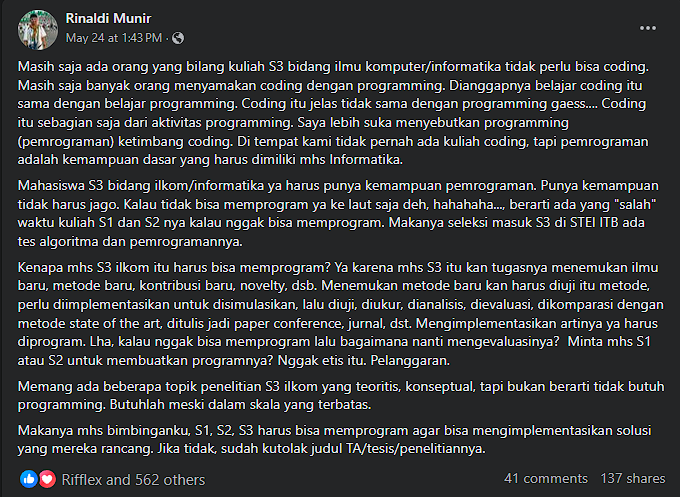 Rinaldi Munir
May 24 at 1:43 PM ·
Masih saja ada orang yang bilang kuliah S3 bidang ilmu komputer/informatika tidak perlu bisa coding.
Masih saja banyak orang menyamakan coding dengan programming. Dianggapnya belajar coding itu
sama dengan belajar programming. Coding itu jelas tidak sama dengan programming gaess.... Coding
itu sebagian saja dari aktivitas programming. Saya lebih suka menyebutkan programming
(pemrograman) ketimbang coding. Di tempat kami tidak pernah ada kuliah coding, tapi pemrograman
adalah kemampuan dasar yang harus dimiliki mhs Informatika.
Mahasiswa S3 bidang ilkom/informatika ya harus punya kemampuan pemrograman. Punya kemampuan
tidak harus jago. Kalau tidak bisa memprogram ya ke laut saja deh, hahahaha..., berarti ada yang "salah"
waktu kuliah S1 dan S2 nya kalau nggak bisa memprogram. Makanya seleksi masuk S3 di STEI ITB ada
tes algoritma dan pemrogramannya.
Kenapa mhs S3 ilkom itu harus bisa memprogram? Ya karena mhs S3 itu kan tugasnya menemukan ilmu
baru, metode baru, kontribusi baru, novelty, dsb. Menemukan metode baru kan harus diuji itu metode,
perlu diimplementasikan untuk disimulasikan, lalu diuji, diukur, dianalisis, dievaluasi, dikomparasi dengan
metode state of the art, ditulis jadi paper conference, jurnal, dst. Mengimplementasikan artinya ya harus
diprogram. Lha, kalau nggak bisa memprogram lalu bagaimana nanti mengevaluasinya? Minta mhs S1
atau S2 untuk membuatkan programnya? Nggak etis itu. Pelanggaran.
Memang ada beberapa topik penelitian S3 ilkom yang teoritis, konseptual, tapi bukan berarti tidak butuh
programming. Butuhlah meski dalam skala yang terbatas.
Makanya mhs bimbinganku, S1, S2, S3 harus bisa memprogram agar bisa mengimplementasikan solusi
yang mereka rancang. Jika tidak, sudah kutolak judul TA/tesis/penelitiannya.
Rifflex and 562 others
41 comments 137 shares